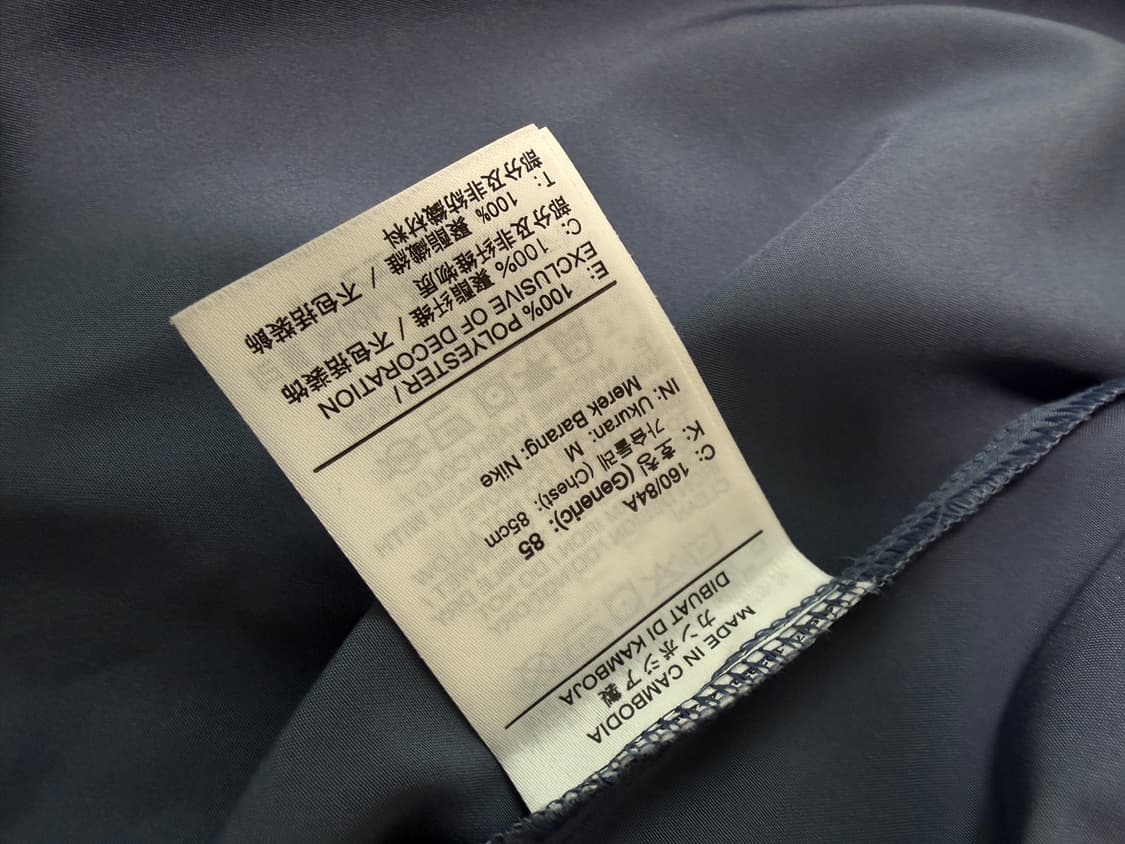 MADE IN CAMBODIA
カンボジア製
DIBUAT DI KAMBOJA
C: 160/84A
K: 호칭 (Generic): 85
가슴둘레 (Chest): 85cm
IN: Ukuran: M
Merek Barang: Nike
E: 100% POLYESTER /
EXCLUSIVE OF DECORATION
C: 100% 聚酯纤维 / 不包括装饰
部分及非纤维物质
T: 100% 聚酯纖維 / 不包括裝飾
部分及非紡織材料